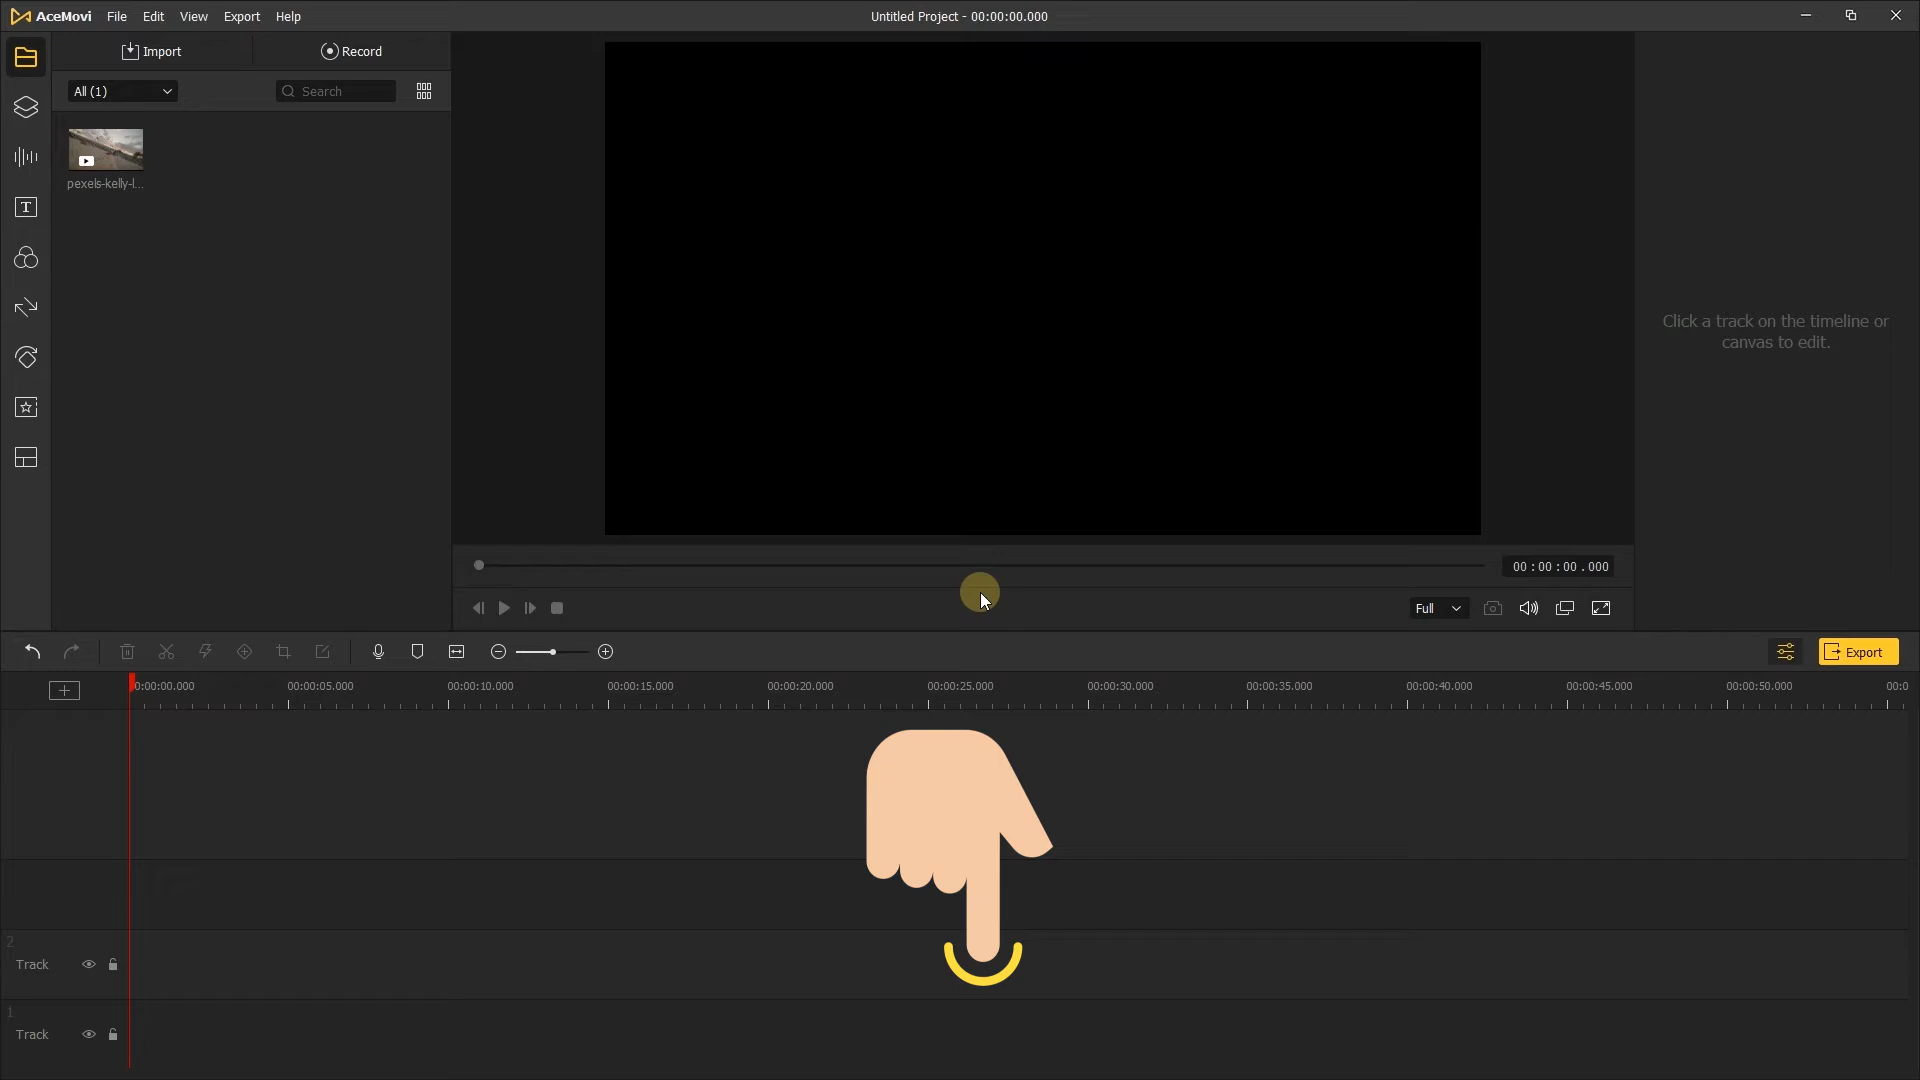 AceMovi File Edit View Export Help
Untitled Project - 00:00:00.000
Import Record
All (1) Search
pexels-kelly-l...
T
Click a track on the timeline or
canvas to edit.
00 : 00 : 00 . 000
Full
Export
0:00:00.000 00:00:05.000 00:00:10.000 00:00:15.000 00:00:20.000 00:00:25.000 00:00:30.000 00:00:35.000 00:00:40.000 00:00:45.000 00:00:50.000 00:0
2
Track
1
Track